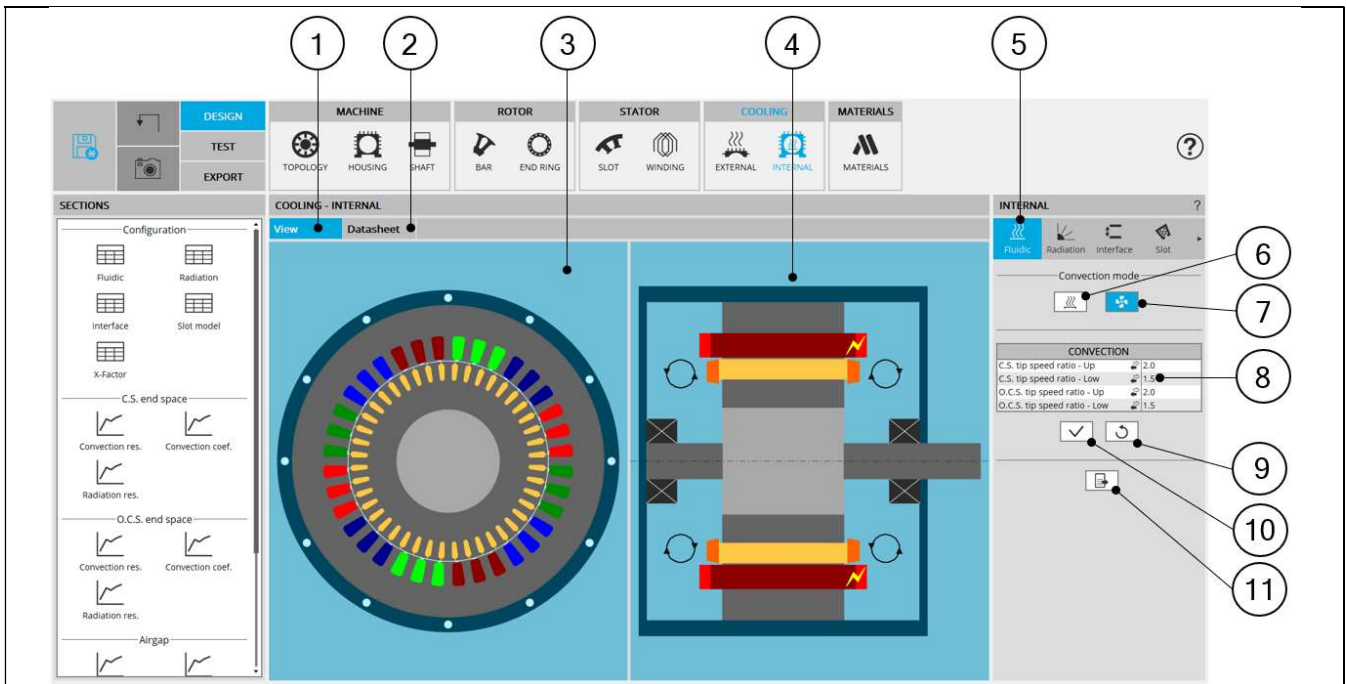 1 2 3 4 5
DESIGN
TEST
EXPORT
MACHINE ROTOR STATOR COOLING MATERIALS
TOPOLOGY HOUSING SHAFT BAR END RING SLOT WINDING EXTERNAL INTERNAL MATERIALS
?
SECTIONS
Configuration
Fluidic Radiation
Interface Slot model
X-Factor
C.S. end space
Convection res. Convection coef.
Radiation res.
O.C.S. end space
Convection res. Convection coef.
Radiation res.
Airgap
COOLING - INTERNAL
View Datasheet
INTERNAL ?
Fluidic Radiation Interface Slot
Convection mode
6
7
CONVECTION
C.S. tip speed ratio - Up 2.0
C.S. tip speed ratio - Low 1.5
O.C.S. tip speed ratio - Up 2.0
O.C.S. tip speed ratio - Low 1.5
8
9
10
11